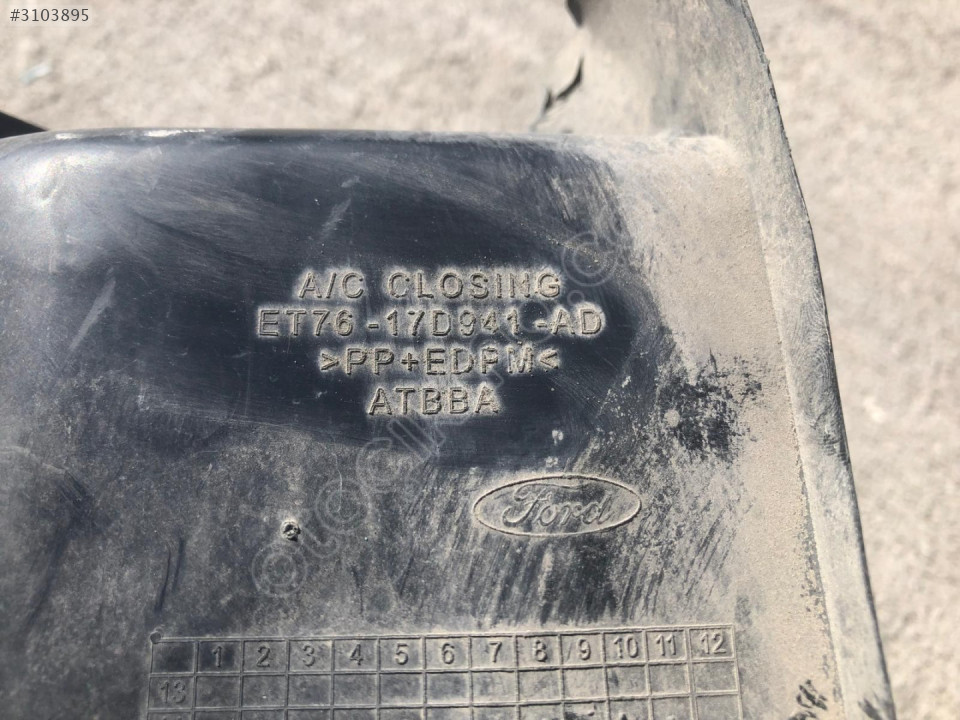 #3103895
A/C CLOSING
ET76-17D941-AD
>PP+EDPM<
ATBBA
Ford
1 2 3 4 5 6 7 8 9 10 11 12
13